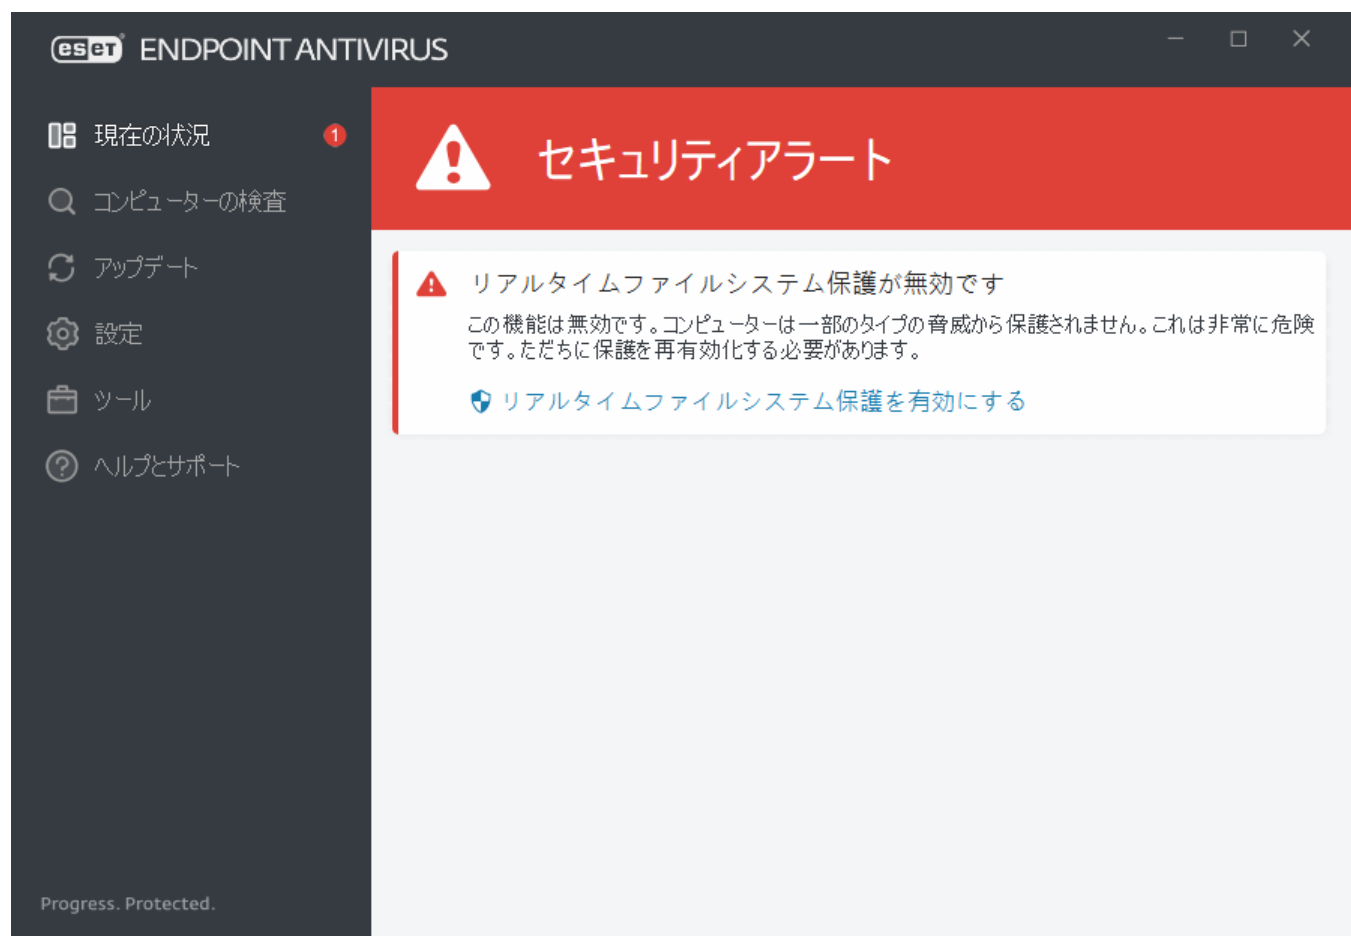 eset ENDPOINT ANTIVIRUS
現在の状況 1
コンピューターの検査
アップデート
設定
ツール
ヘルプとサポート
Progress. Protected.
セキュリティアラート
リアルタイムファイルシステム保護が無効です
この機能は無効です。コンピューターは一部のタイプの脅威から保護されません。これは非常に危険
です。ただちに保護を再有効化する必要があります。
リアルタイムファイルシステム保護を有効にする